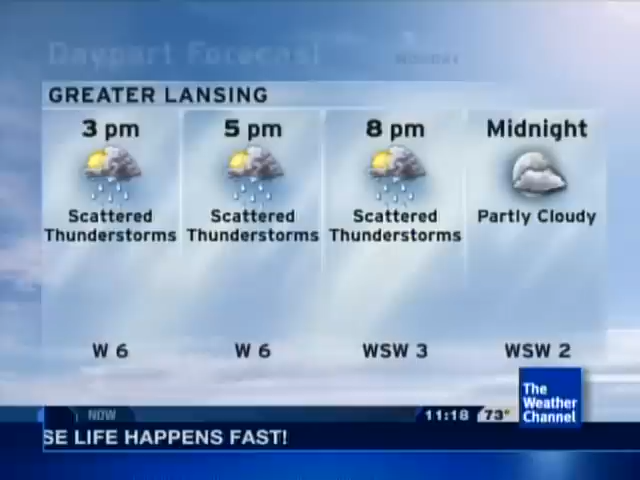 Daypart Forecast
MONDAY
GREATER LANSING
3 pm 5 pm 8 pm Midnight
Scattered Thunderstorms
Scattered Thunderstorms
Scattered Thunderstorms
Partly Cloudy
W 6 W 6 WSW 3 WSW 2
NOW 11:18 73°
The
Weather
Channel
SE LIFE HAPPENS FAST!